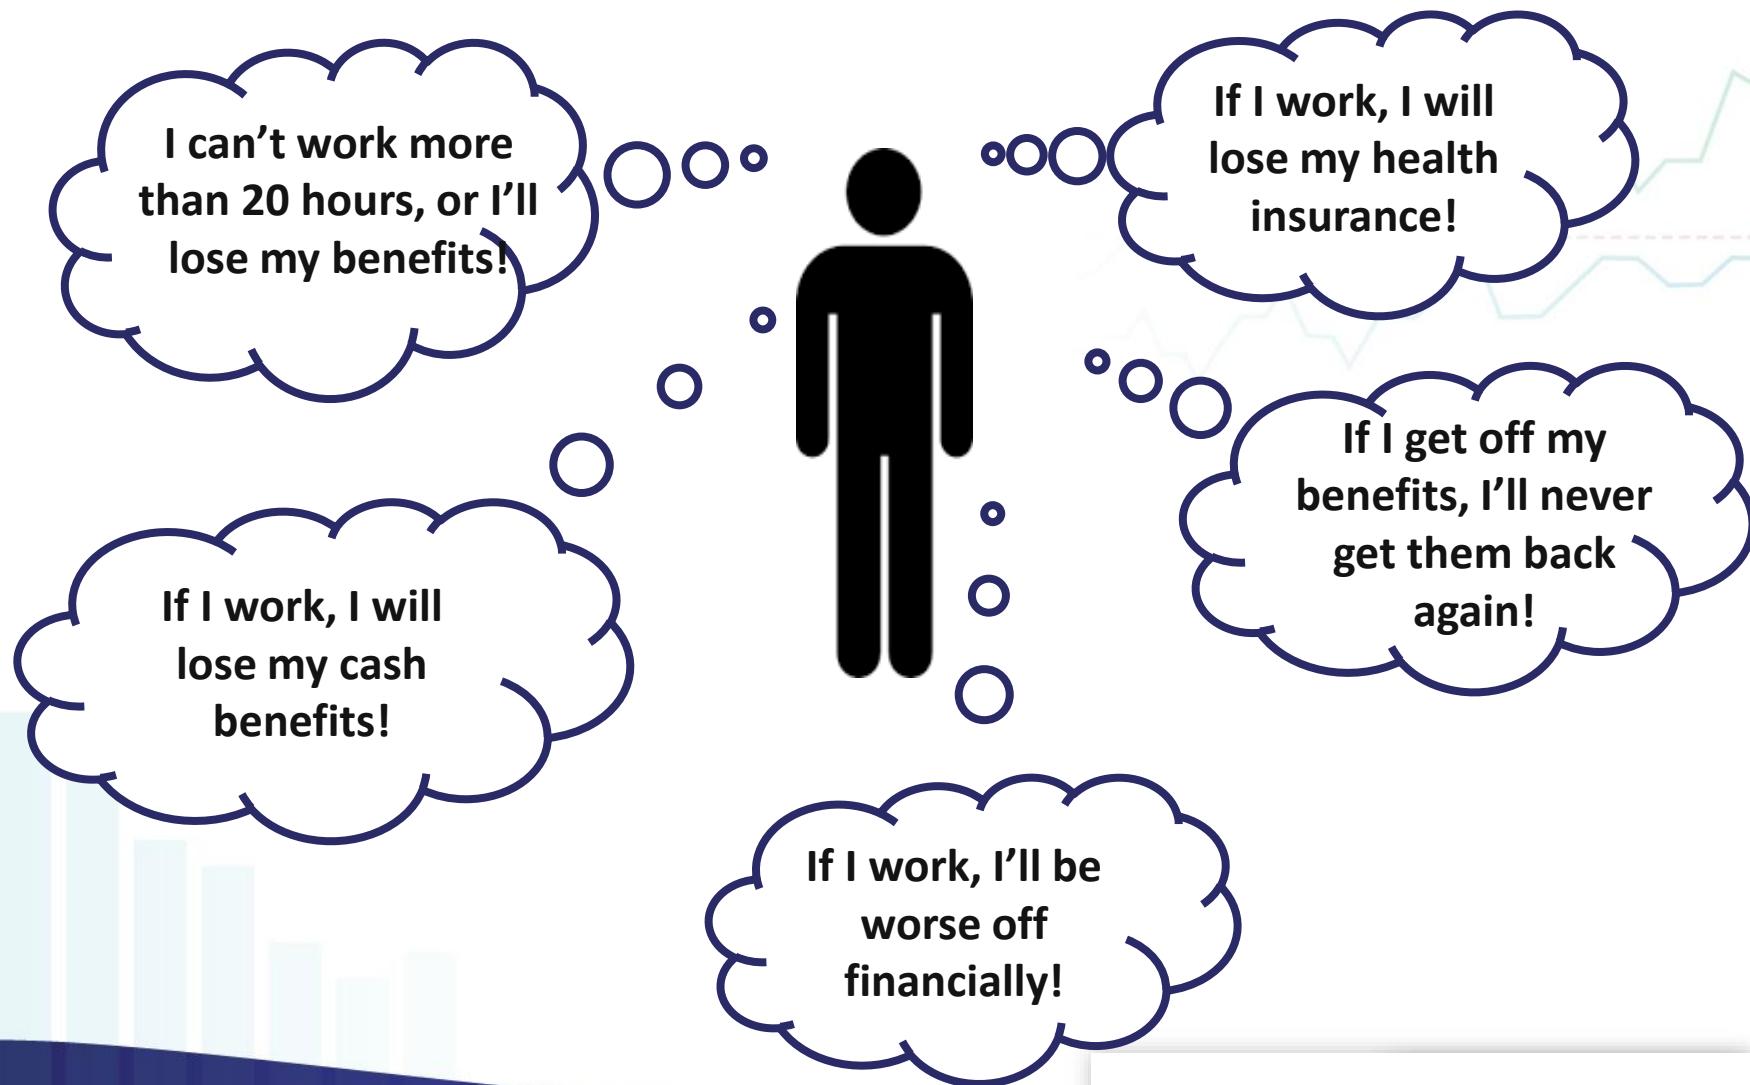 I can’t work more
than 20 hours, or I’ll
lose my benefits!
If I work, I will
lose my health
insurance!
If I get off my
benefits, I’ll never
get them back
again!
If I work, I will
lose my cash
benefits!
If I work, I’ll be
worse off
financially!